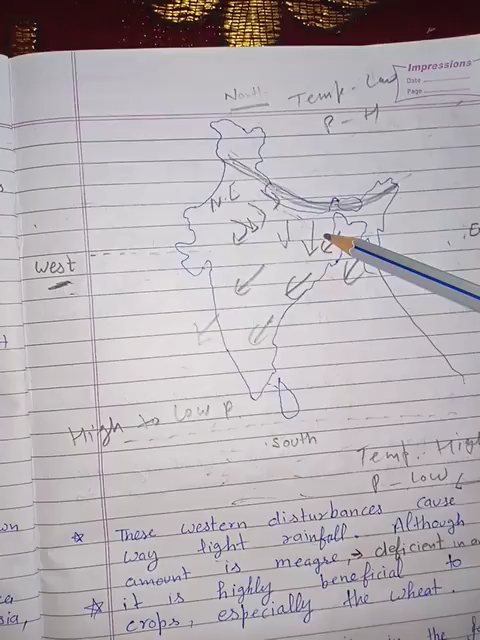 Impressions
Date
Page
North
Temp. Low
P - H
N.E
West
High to Low P.
South
Temp. High
P - Low
* These western disturbances cause
way light rainfall. Although
amount is meagre, → deficient in
* it is highly beneficial to
crops, especially the wheat.